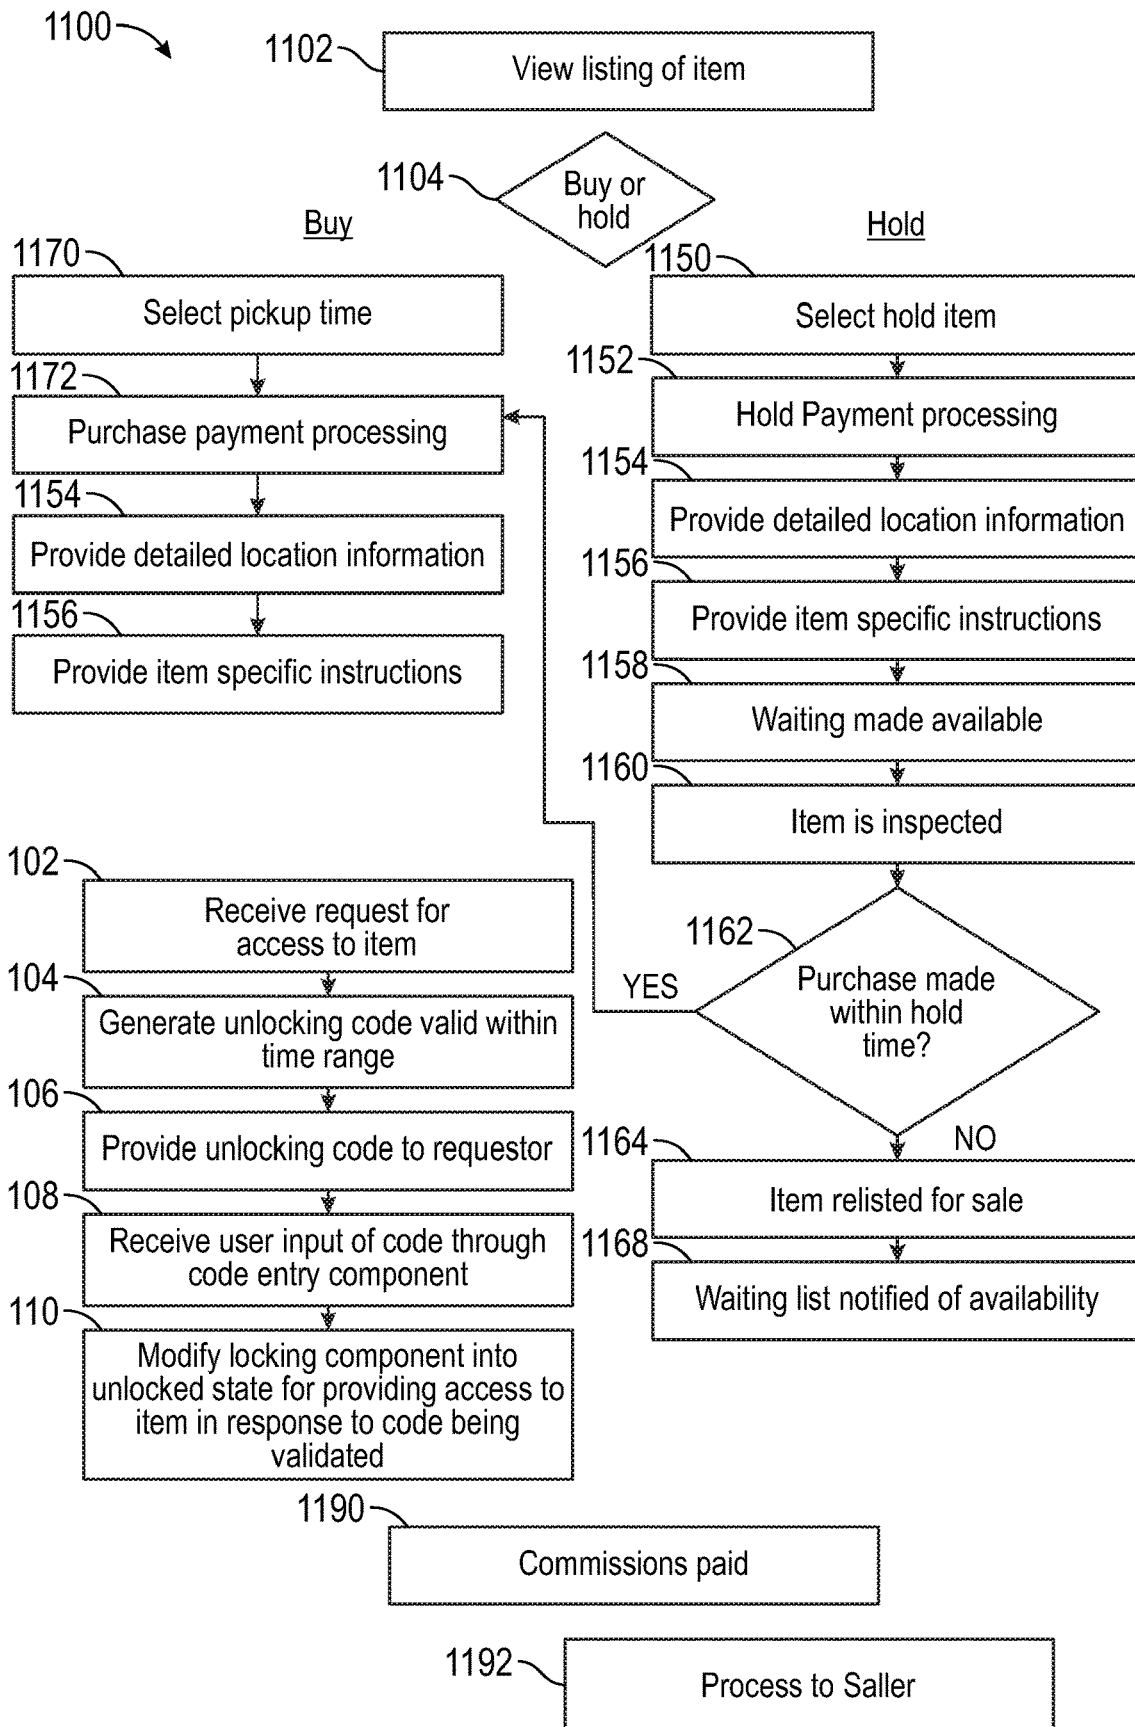 1100
1102
View listing of item
1104
Buy or
hold
Buy
Hold
1170
Select pickup time
1172
Purchase payment processing
1154
Provide detailed location information
1156
Provide item specific instructions
1150
Select hold item
1152
Hold Payment processing
1154
Provide detailed location information
1156
Provide item specific instructions
1158
Waiting made available
1160
Item is inspected
1162
Purchase made
within hold
time?
YES
NO
1164
Item relisted for sale
1168
Waiting list notified of availability
102
Receive request for
access to item
104
Generate unlocking code valid within
time range
106
Provide unlocking code to requestor
108
Receive user input of code through
code entry component
110
Modify locking component into
unlocked state for providing access to
item in response to code being
validated
1190
Commissions paid
1192
Process to Saller